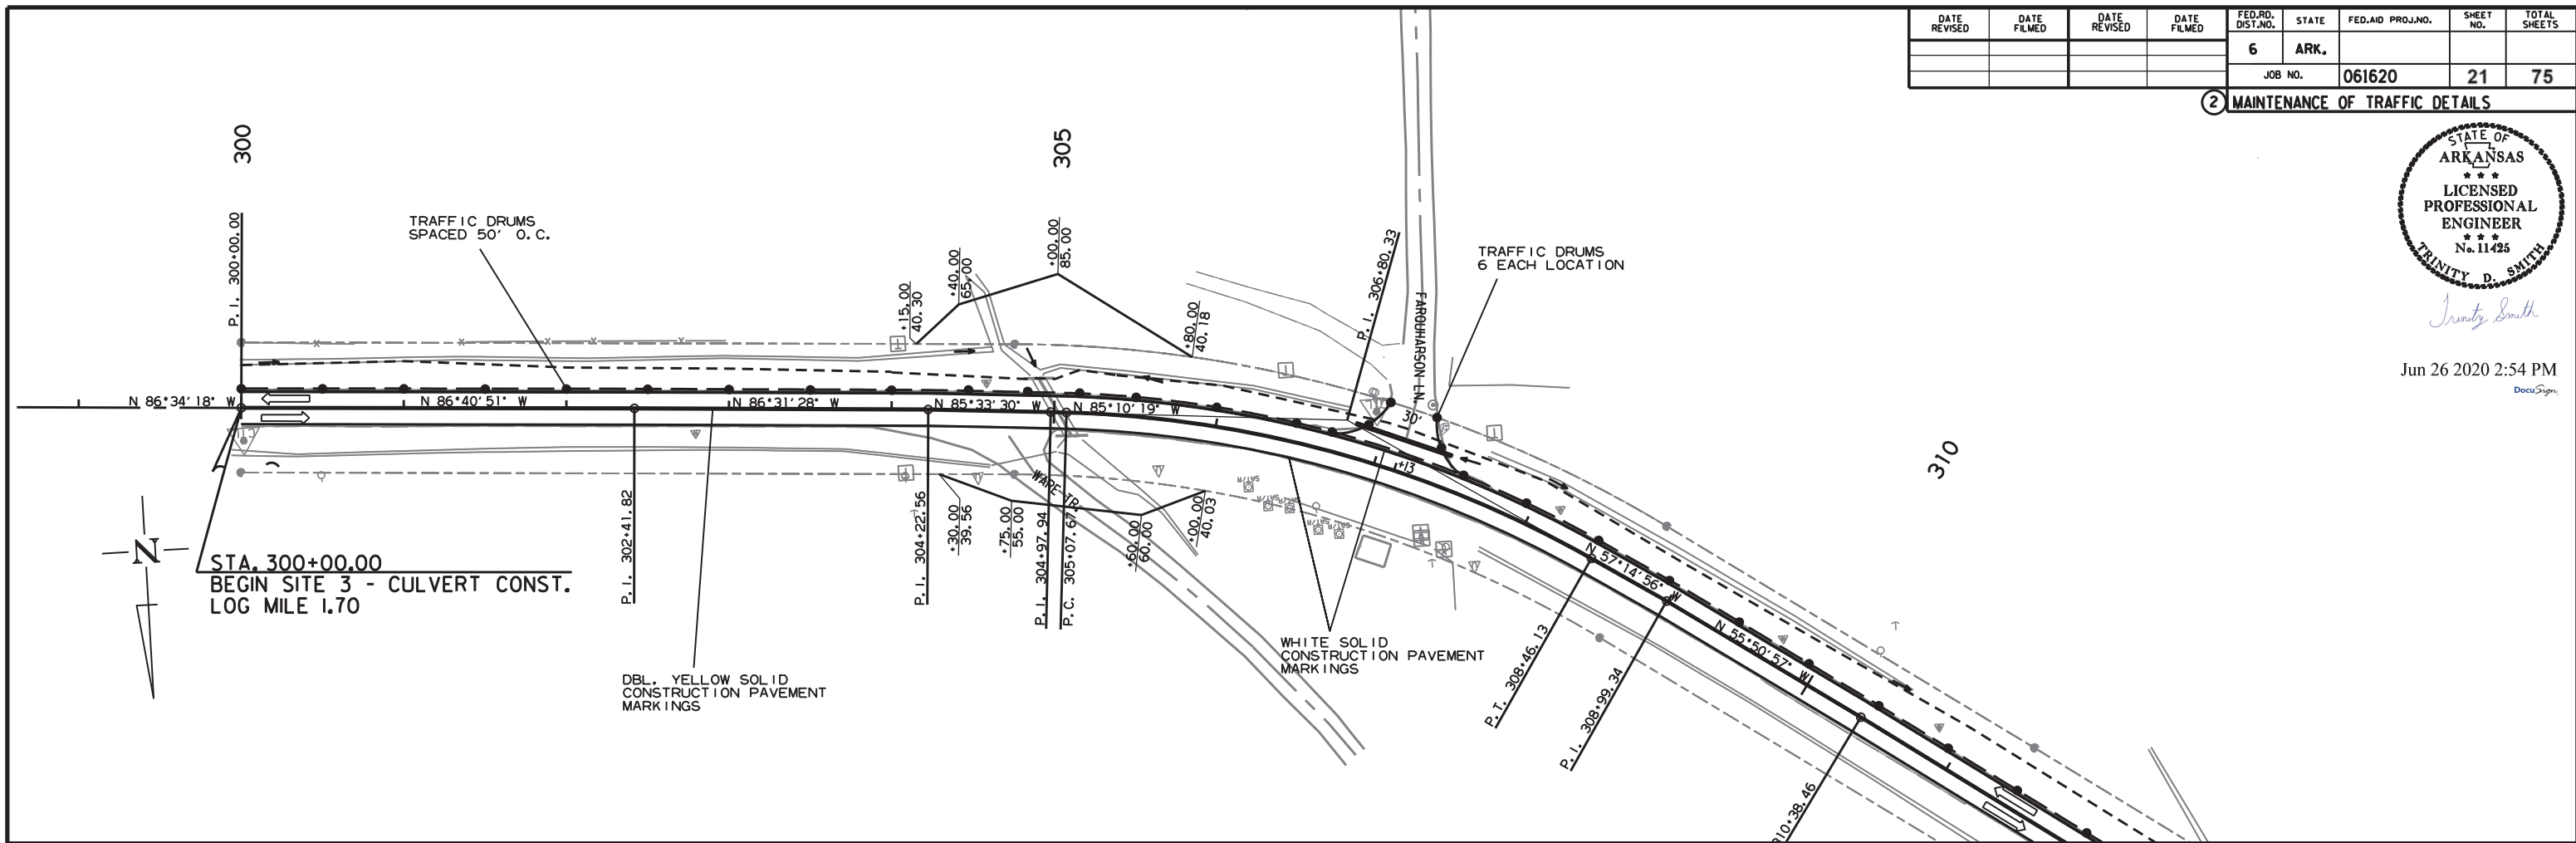 DATE REVISED
DATE FILMED
DATE REVISED
DATE FILMED
FED.RD. DIST.NO.
STATE
FED.AID PROJ.NO.
SHEET NO.
TOTAL SHEETS
6
ARK.
JOB NO.
061620
21
75
2
MAINTENANCE OF TRAFFIC DETAILS
STATE OF
ARKANSAS
★ ★ ★
LICENSED
PROFESSIONAL
ENGINEER
★ ★ ★
No. 11425
TRINITY D. SMITH
Trinity Smith
Jun 26 2020 2:54 PM
DocuSign
300
305
310
P.I. 300+00.00
TRAFFIC DRUMS
SPACED 50' O.C.
+15.00
40.30
+40.00
65.00
+00.00
85.00
+80.00
40.18
P.I. 306+80.33
FARQUHARSON LN.
TRAFFIC DRUMS
6 EACH LOCATION
30'
+13
N 86°34'18" W
N 86°40'51" W
N 86°31'28" W
N 85°33'30" W
N 85°10'19" W
N 57°14'56" W
N 55°50'57" W
WARE TR.
N
STA. 300+00.00
BEGIN SITE 3 - CULVERT CONST.
LOG MILE 1.70
P.I. 302+41.82
P.I. 304+22.56
+30.00
39.56
+75.00
55.00
P.I. 304+97.94
P.C. 305+07.67
+60.00
60.00
+00.00
40.03
SAT/R
SAT/R
SAT/R
DBL. YELLOW SOLID
CONSTRUCTION PAVEMENT
MARKINGS
WHITE SOLID
CONSTRUCTION PAVEMENT
MARKINGS
P.T. 308+46.13
P.I. 308+99.34
310+38.46